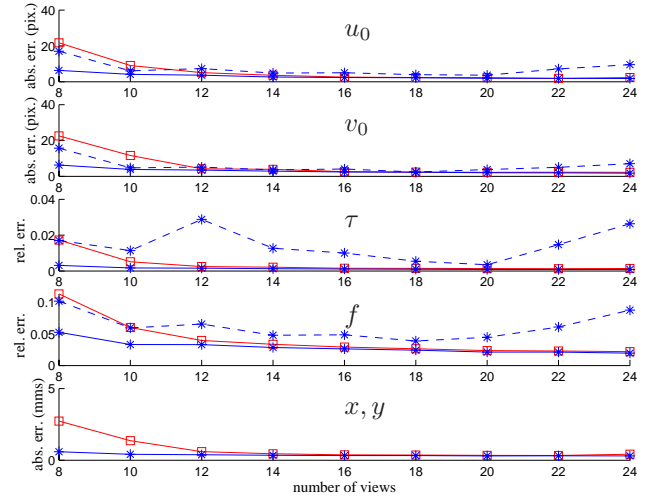 40
20
0
abs. err. (pix.)
u0
8 10 12 14 16 18 20 22 24
40
20
0
abs. err. (pix.)
v0
8 10 12 14 16 18 20 22 24
0.04
0.02
0
rel. err.
τ
8 10 12 14 16 18 20 22 24
0.1
0.05
0
rel. err.
f
8 10 12 14 16 18 20 22 24
5
0
abs. err. (mms)
x, y
8 10 12 14 16 18 20 22 24
number of views